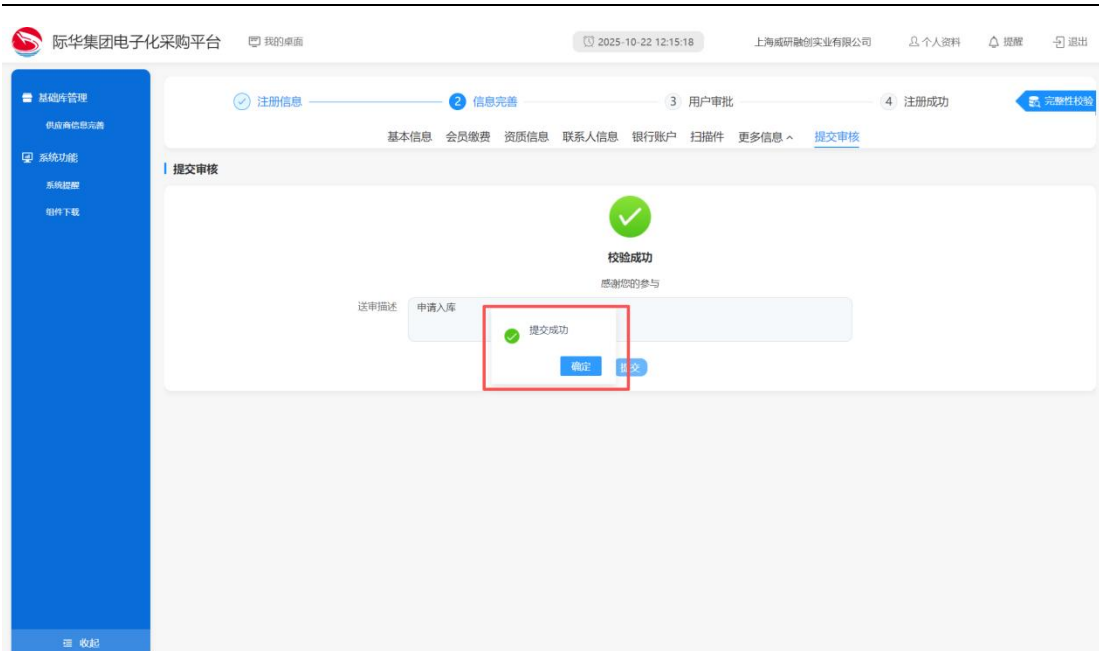 际华集团电子化采购平台 我的桌面 2025-10-22 12:15:18 上海威研融创实业有限公司 个人资料 提醒 退出
基础库管理
供应商信息完善
系统功能
系统提醒
组件下载
收起
注册信息 2 信息完善 3 用户审批 4 注册成功 完整性校验
基本信息 会员缴费 资质信息 联系人信息 银行账户 扫描件 更多信息 提交审核
提交审核
校验成功
感谢您的参与
送审描述 申请入库
提交成功
确定 提交